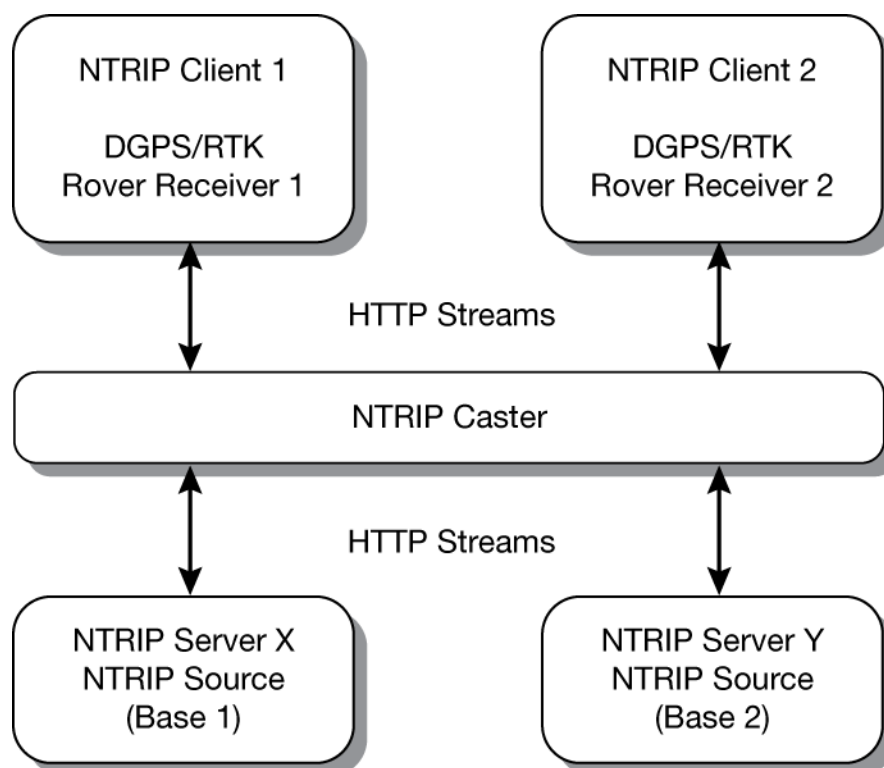 NTRIP Client 1
DGPS/RTK
Rover Receiver 1
NTRIP Client 2
DGPS/RTK
Rover Receiver 2
HTTP Streams
NTRIP Caster
HTTP Streams
NTRIP Server X
NTRIP Source
(Base 1)
NTRIP Server Y
NTRIP Source
(Base 2)